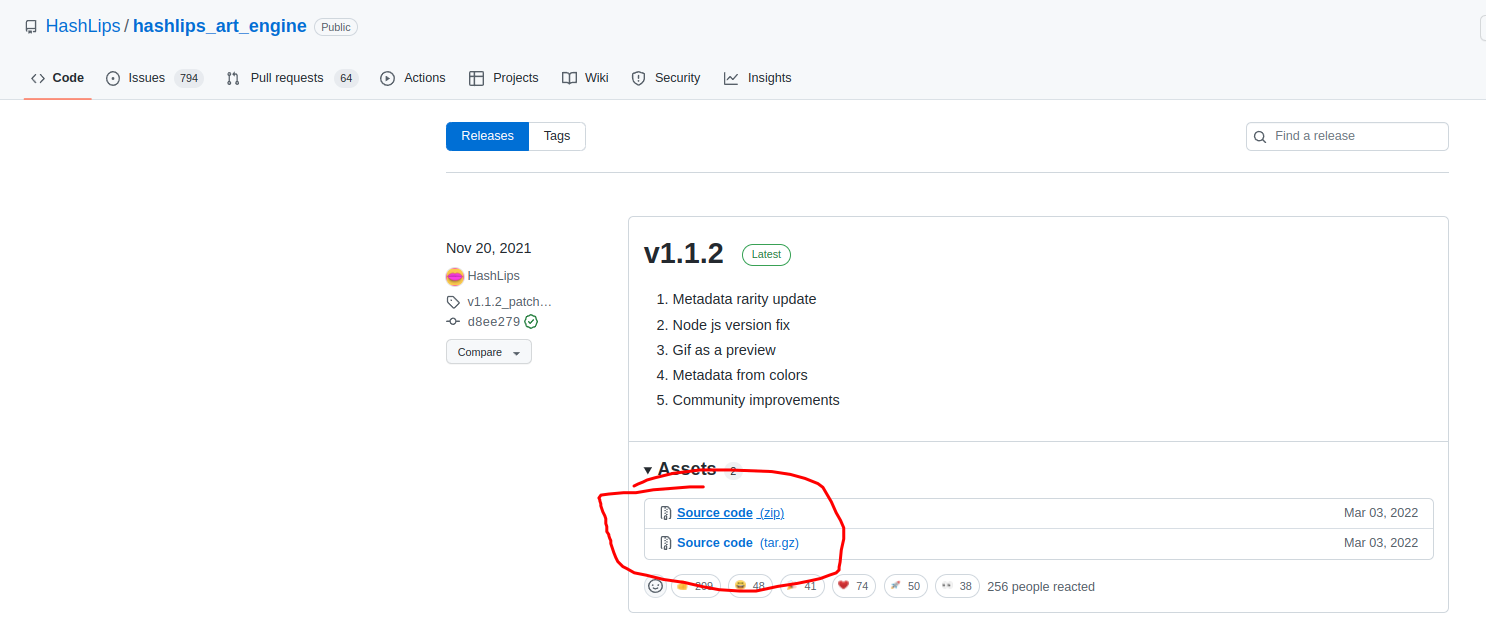 HashLips / hashlips_art_engine Public
Code Issues 794 Pull requests 64 Actions Projects Wiki Security Insights
Releases Tags Find a release
Nov 20, 2021
HashLips
v1.1.2_patch…
d8ee279
Compare
v1.1.2 Latest
1. Metadata rarity update
2. Node js version fix
3. Gif as a preview
4. Metadata from colors
5. Community improvements
Assets 2
Source code (zip) Mar 03, 2022
Source code (tar.gz) Mar 03, 2022
48 41 74 50 38 256 people reacted